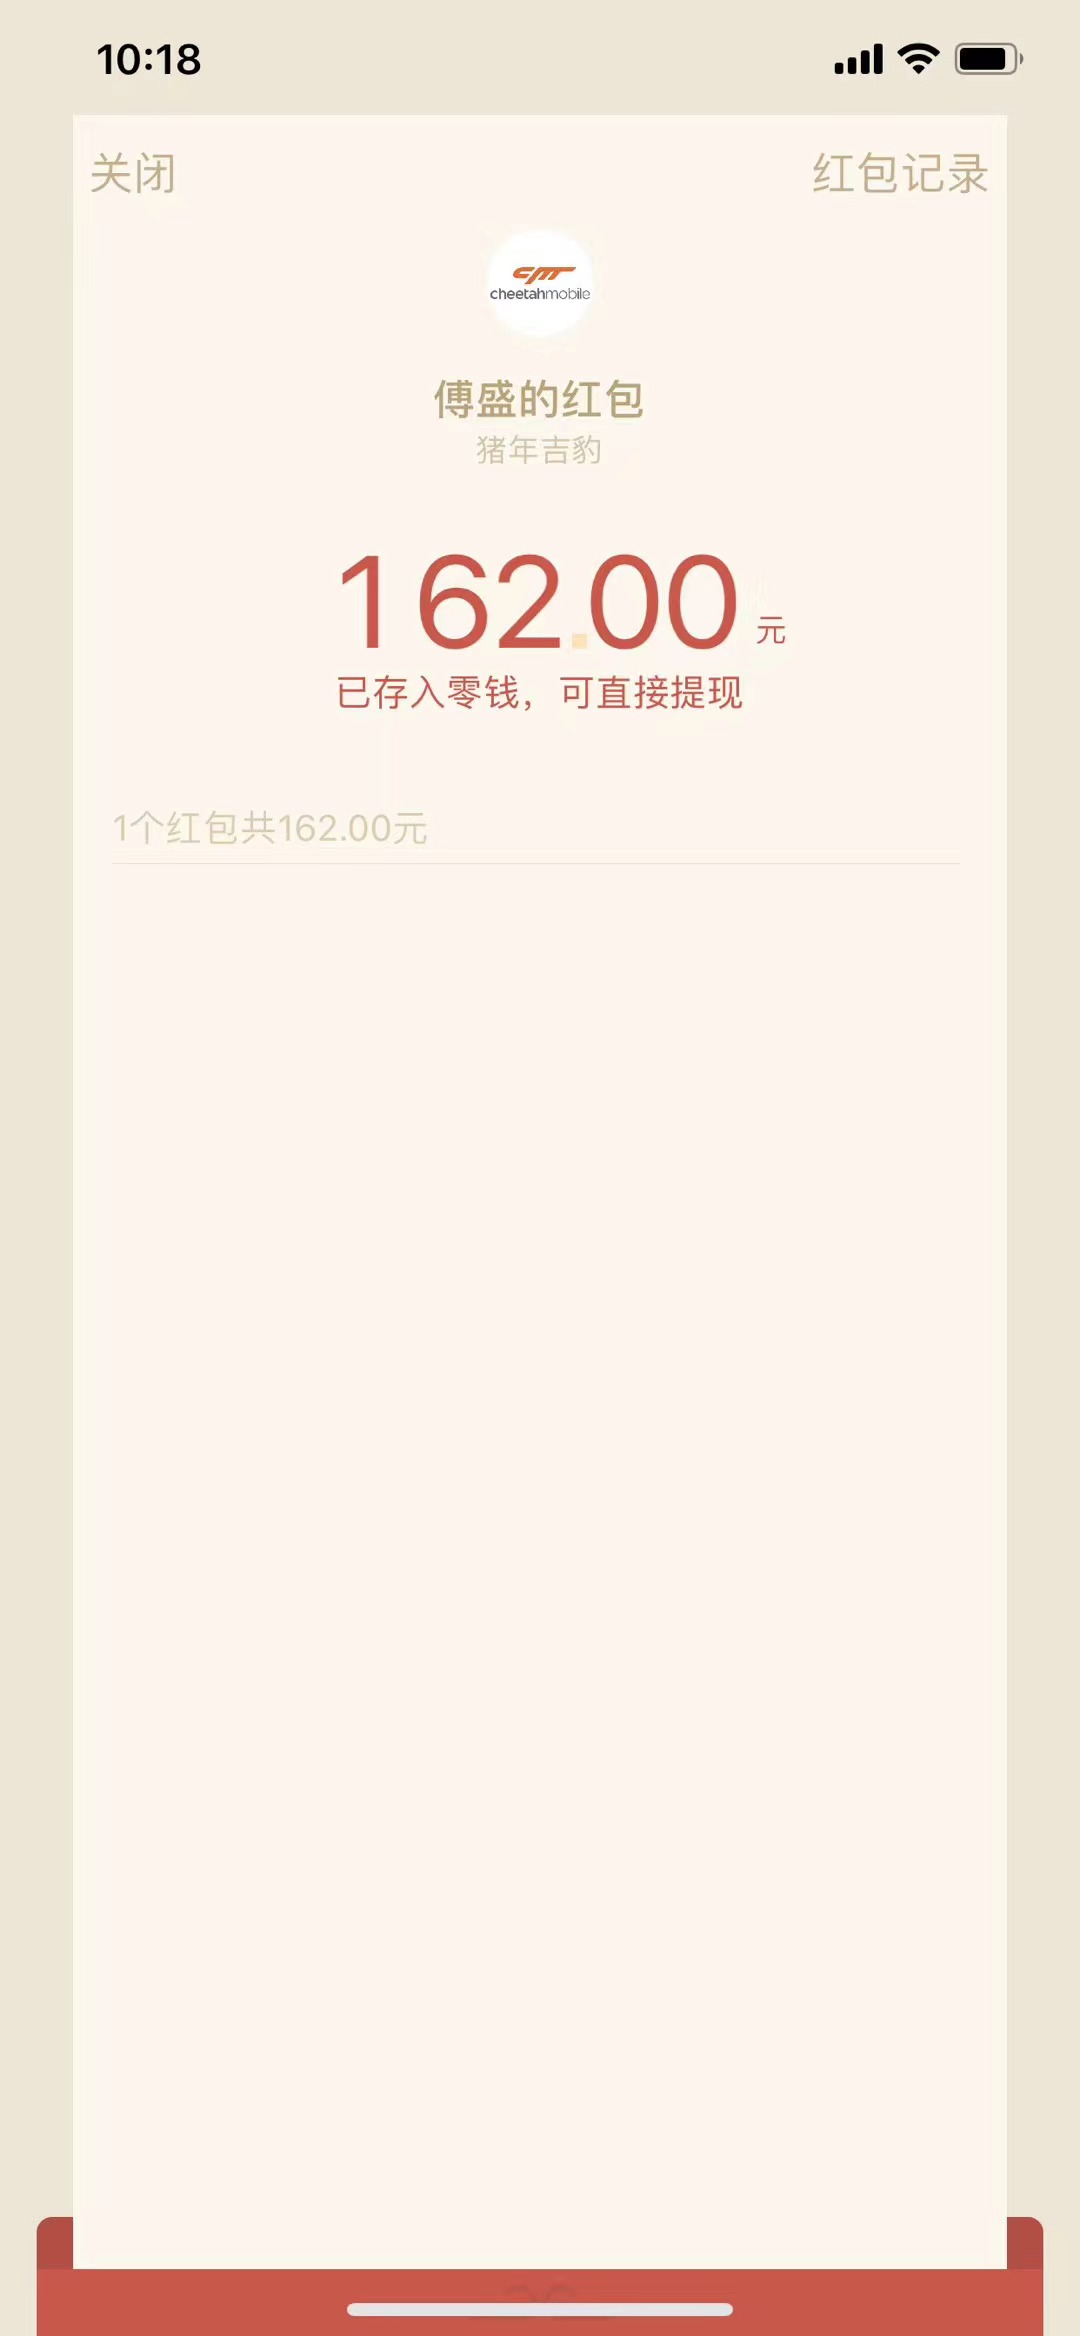 10:18
关闭
红包记录
cm
cheetahmobile
傅盛的红包
猪年吉豹
162.00 元
已存入零钱，可直接提现
1个红包共162.00元